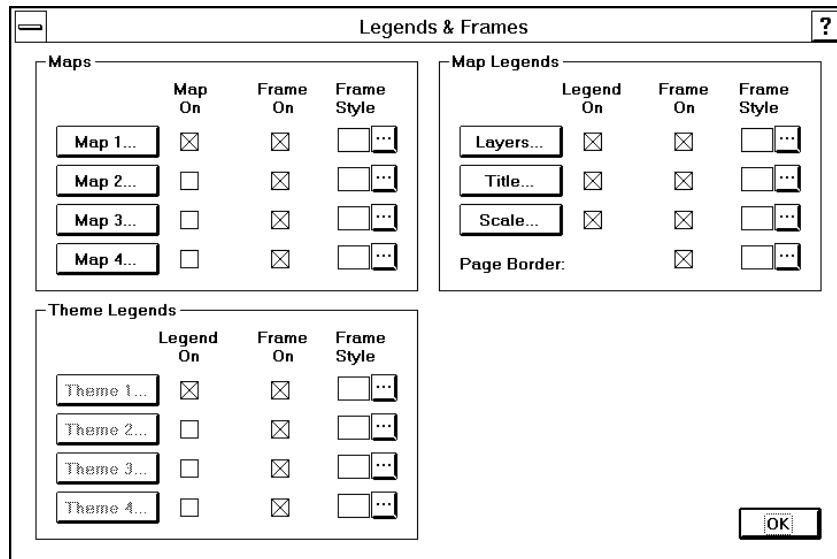 Legends & Frames
?
Maps
Map On
Frame On
Frame Style
Map 1...
...
Map 2...
...
Map 3...
...
Map 4...
...
Map Legends
Legend On
Frame On
Frame Style
Layers...
...
Title...
...
Scale...
...
Page Border:
...
Theme Legends
Legend On
Frame On
Frame Style
Theme 1...
...
Theme 2...
...
Theme 3...
...
Theme 4...
...
OK